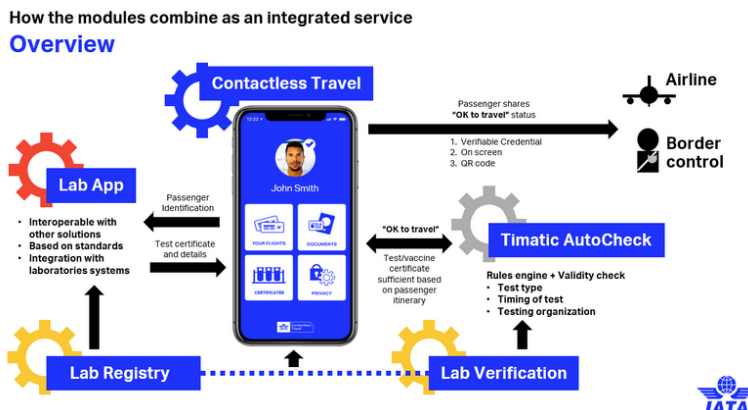 How the modules combine as an integrated service
Overview
Contactless Travel
Airline
Passenger shares
"OK to travel" status
1. Verifiable Credential
2. On screen
3. QR code
Border
control
12:22
John Smith
YOUR FLIGHTS
DOCUMENTS
CERTIFICATES
PRIVACY
Contactless
Travel
Lab App
• Interoperable with
other solutions
• Based on standards
• Integration with
laboratories systems
Passenger
Identification
Test certificate
and details
"OK to travel"
Test/vaccine
certificate
sufficient based
on passenger
itinerary
Timatic AutoCheck
Rules engine + Validity check
• Test type
• Timing of test
• Testing organization
Lab Registry
Lab Verification
IATA